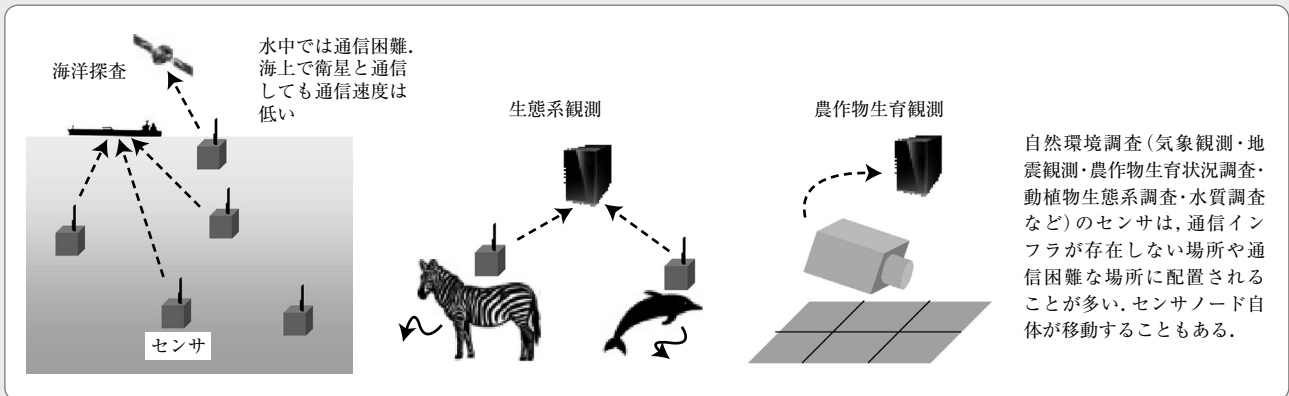 海洋探査
水中では通信困難.
海上で衛星と通信
しても通信速度は
低い
センサ
生態系観測
農作物生育観測
自然環境調査(気象観測・地
震観測・農作物生育状況調査・
動植物生態系調査・水質調査
など)のセンサは,通信イン
フラが存在しない場所や通
信困難な場所に配置される
ことが多い.センサノード自
体が移動することもある.